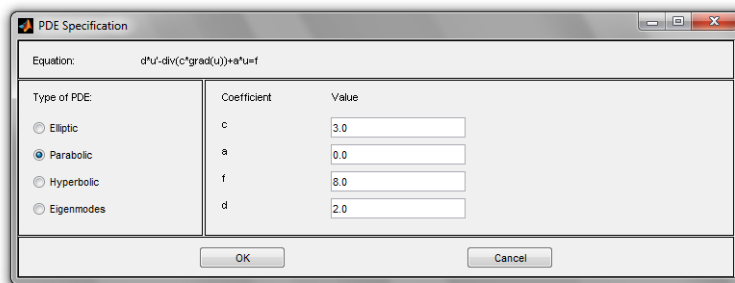 PDE Specification
Equation: d*u'-div(c*grad(u))+a*u=f
Type of PDE: Coefficient Value
Elliptic c 3.0
Parabolic a 0.0
Hyperbolic f 8.0
Eigenmodes d 2.0
OK Cancel